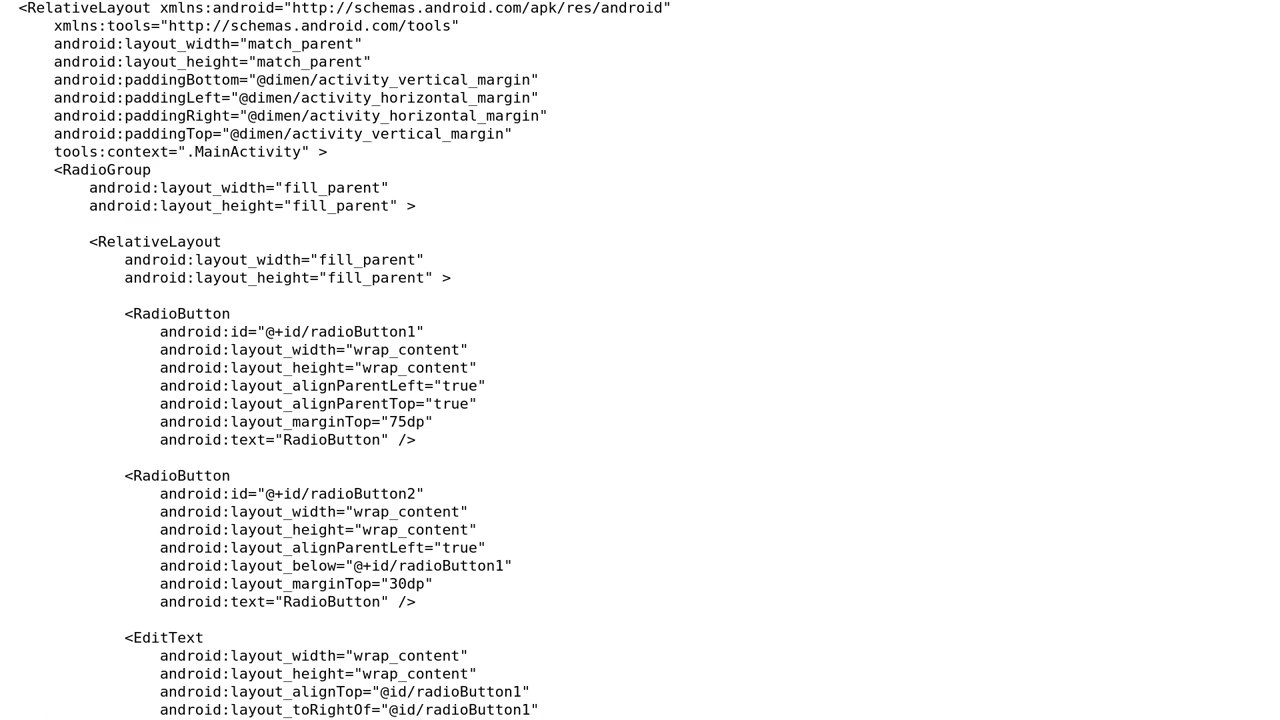 <RelativeLayout xmlns:android="http://schemas.android.com/apk/res/android"
    xmlns:tools="http://schemas.android.com/tools"
    android:layout_width="match_parent"
    android:layout_height="match_parent"
    android:paddingBottom="@dimen/activity_vertical_margin"
    android:paddingLeft="@dimen/activity_horizontal_margin"
    android:paddingRight="@dimen/activity_horizontal_margin"
    android:paddingTop="@dimen/activity_vertical_margin"
    tools:context=".MainActivity" >
    <RadioGroup
        android:layout_width="fill_parent"
        android:layout_height="fill_parent" >

        <RelativeLayout
            android:layout_width="fill_parent"
            android:layout_height="fill_parent" >

            <RadioButton
                android:id="@+id/radioButton1"
                android:layout_width="wrap_content"
                android:layout_height="wrap_content"
                android:layout_alignParentLeft="true"
                android:layout_alignParentTop="true"
                android:layout_marginTop="75dp"
                android:text="RadioButton" />

            <RadioButton
                android:id="@+id/radioButton2"
                android:layout_width="wrap_content"
                android:layout_height="wrap_content"
                android:layout_alignParentLeft="true"
                android:layout_below="@+id/radioButton1"
                android:layout_marginTop="30dp"
                android:text="RadioButton" />

            <EditText
                android:layout_width="wrap_content"
                android:layout_height="wrap_content"
                android:layout_alignTop="@id/radioButton1"
                android:layout_toRightOf="@id/radioButton1"